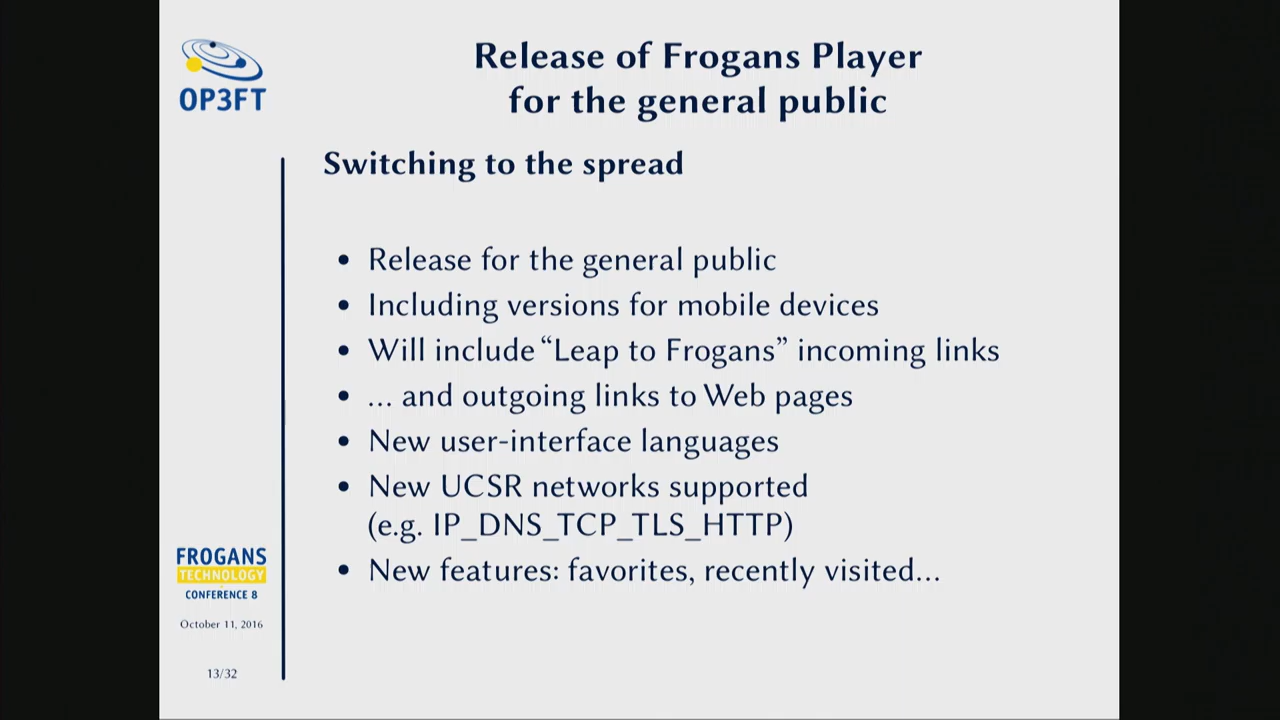 OP3FT
Release of Frogans Player
for the general public
Switching to the spread
• Release for the general public
• Including versions for mobile devices
• Will include “Leap to Frogans” incoming links
• ... and outgoing links to Web pages
• New user-interface languages
• New UCSR networks supported
(e.g. IP_DNS_TCP_TLS_HTTP)
• New features: favorites, recently visited...
FROGANS
TECHNOLOGY
CONFERENCE 8
October 11, 2016
13/32